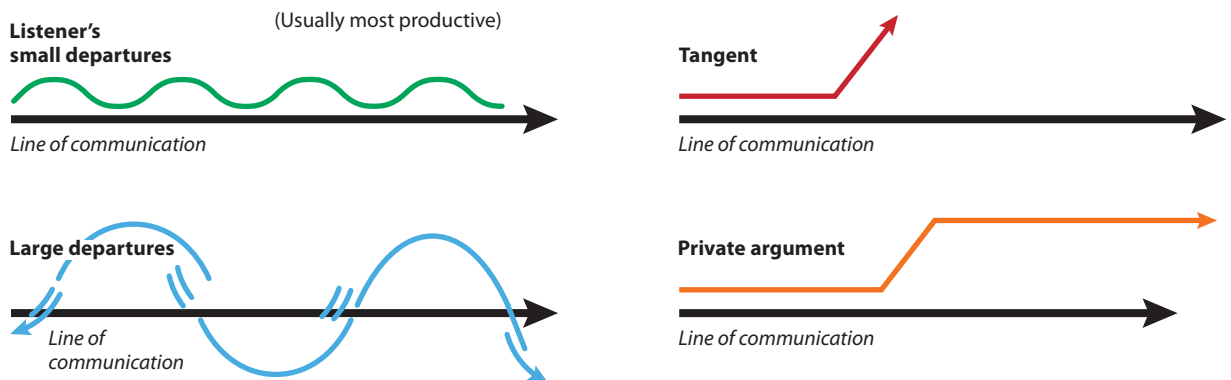 Listener's
small departures
(Usually most productive)
Line of communication
Tangent
Line of communication
Large departures
Line of
communication
Private argument
Line of communication